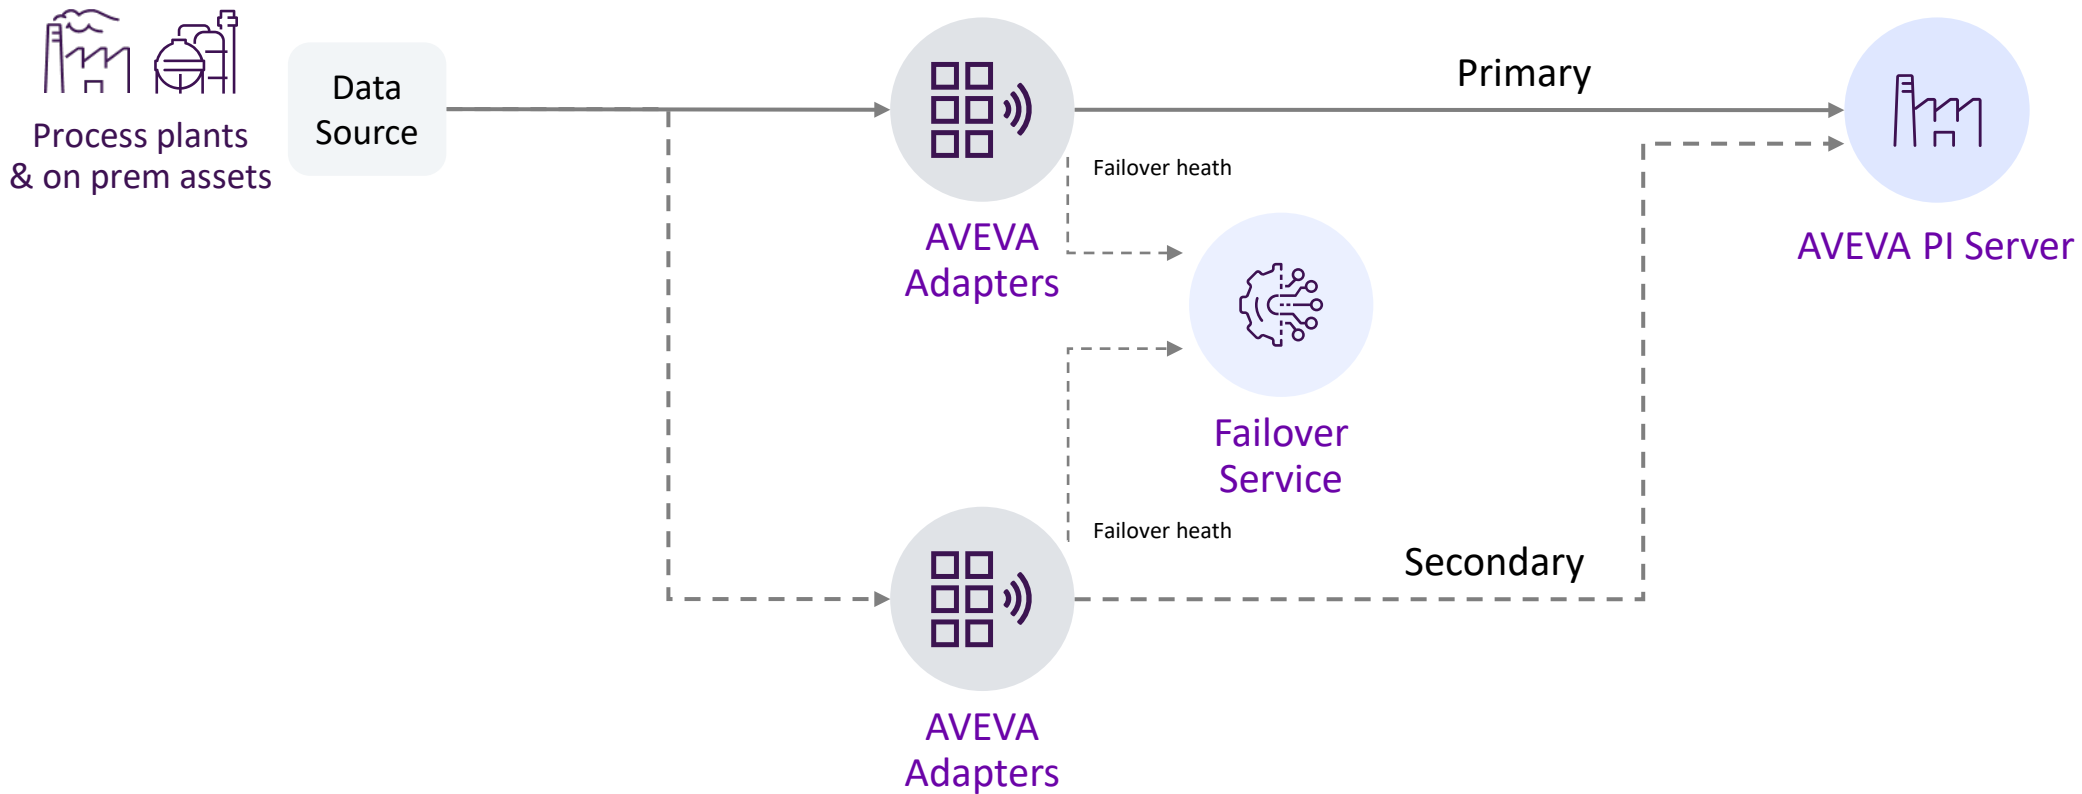 Process plants
& on prem assets
Data
Source
AVEVA
Adapters
Primary
Failover heath
AVEVA PI Server
Failover
Service
Failover heath
Secondary
AVEVA
Adapters